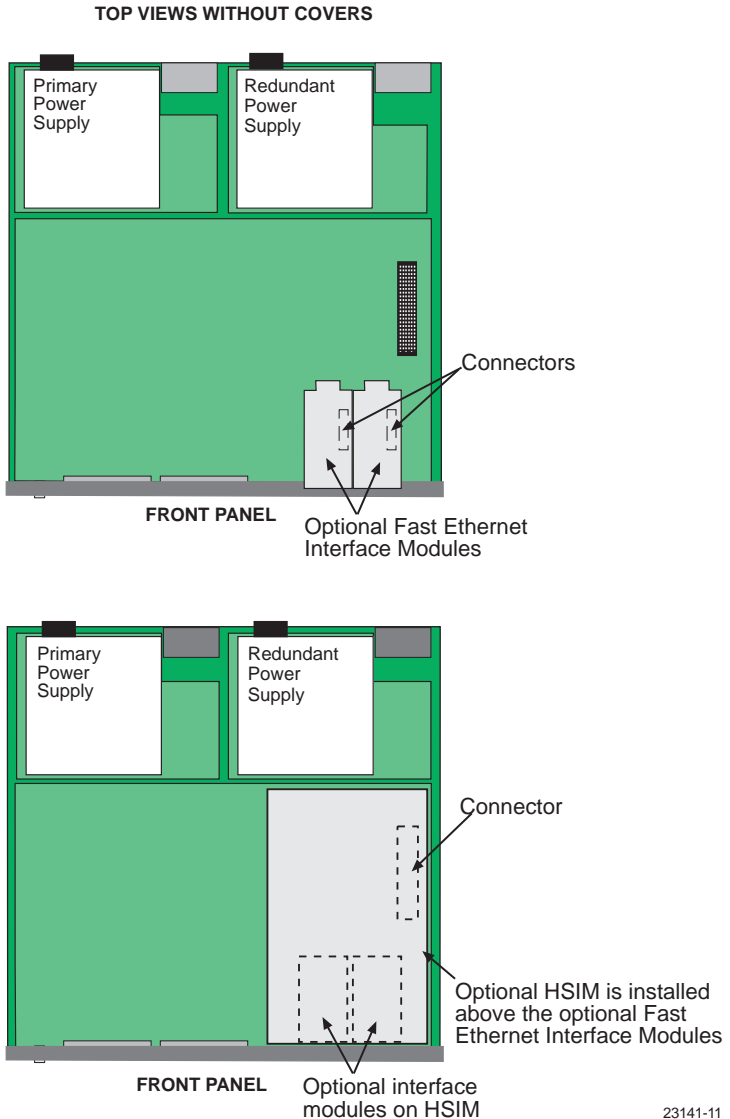 TOP VIEWS WITHOUT COVERS
Primary
Power
Supply
Redundant
Power
Supply
Connectors
FRONT PANEL
Optional Fast Ethernet
Interface Modules
Primary
Power
Supply
Redundant
Power
Supply
Connector
Optional HSIM is installed
above the optional Fast
Ethernet Interface Modules
FRONT PANEL
Optional interface
modules on HSIM
23141-11